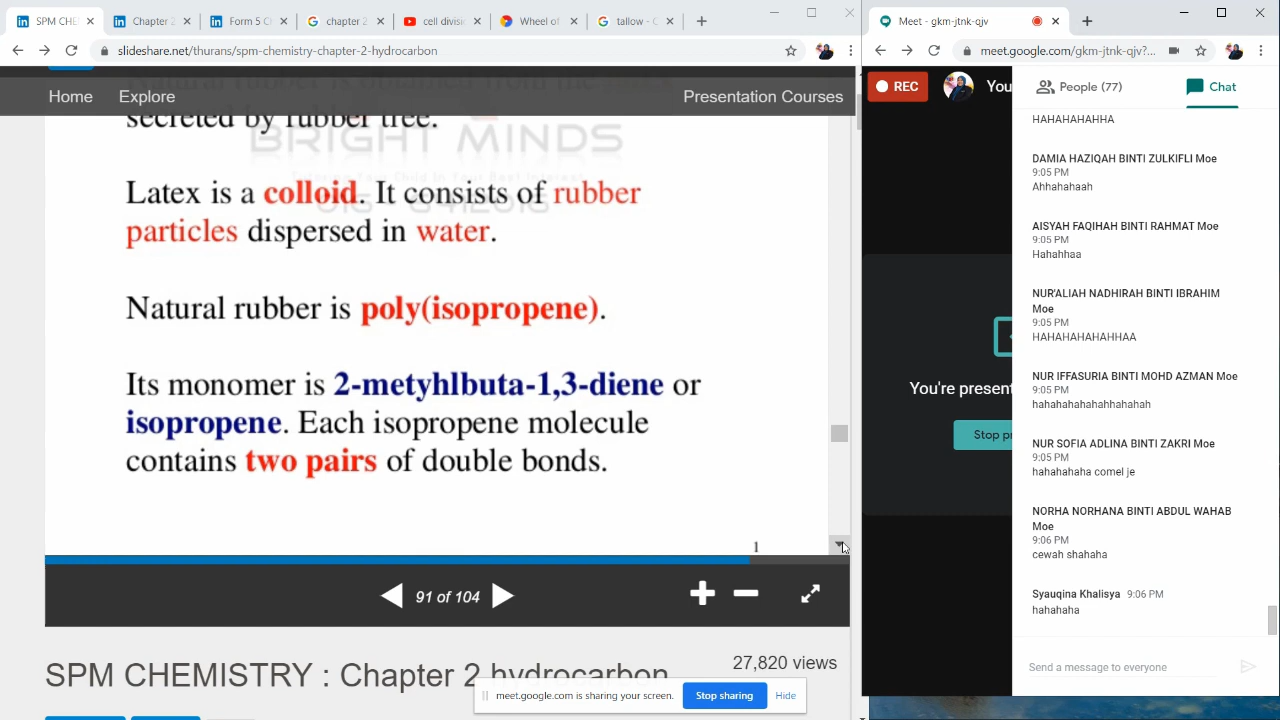 SPM CHE
Chapter 2
Form 5 C
chapter 2
cell divisi
Wheel of
tallow - G
slideshare.net/thurans/spm-chemistry-chapter-2-hydrocarbon
Home
Explore
Presentation Courses
secreted by rubber tree.
BRIGHT MINDS
Latex is a colloid. It consists of rubber
particles dispersed in water.
Natural rubber is poly(isopropene).
Its monomer is 2-metyhlbuta-1,3-diene or
isopropene. Each isopropene molecule
contains two pairs of double bonds.
1
91 of 104
SPM CHEMISTRY : Chapter 2 hydrocarbon
27,820 views
meet.google.com is sharing your screen.
Stop sharing
Hide
Meet - gkm-jtnk-qjv
meet.google.com/gkm-jtnk-qjv?...
REC
You
People (77)
Chat
You're present
Stop pr
HAHAHAHAHHA
DAMIA HAZIQAH BINTI ZULKIFLI Moe
9:05 PM
Ahhahahaah
AISYAH FAQIHAH BINTI RAHMAT Moe
9:05 PM
Hahahhaa
NUR'ALIAH NADHIRAH BINTI IBRAHIM
Moe
9:05 PM
HAHAHAHAHAHHAA
NUR IFFASURIA BINTI MOHD AZMAN Moe
9:05 PM
hahahahahahahhahahah
NUR SOFIA ADLINA BINTI ZAKRI Moe
9:05 PM
hahahahaha comel je
NORHA NORHANA BINTI ABDUL WAHAB
Moe
9:06 PM
cewah shahaha
Syauqina Khalisya 9:06 PM
hahahaha
Send a message to everyone